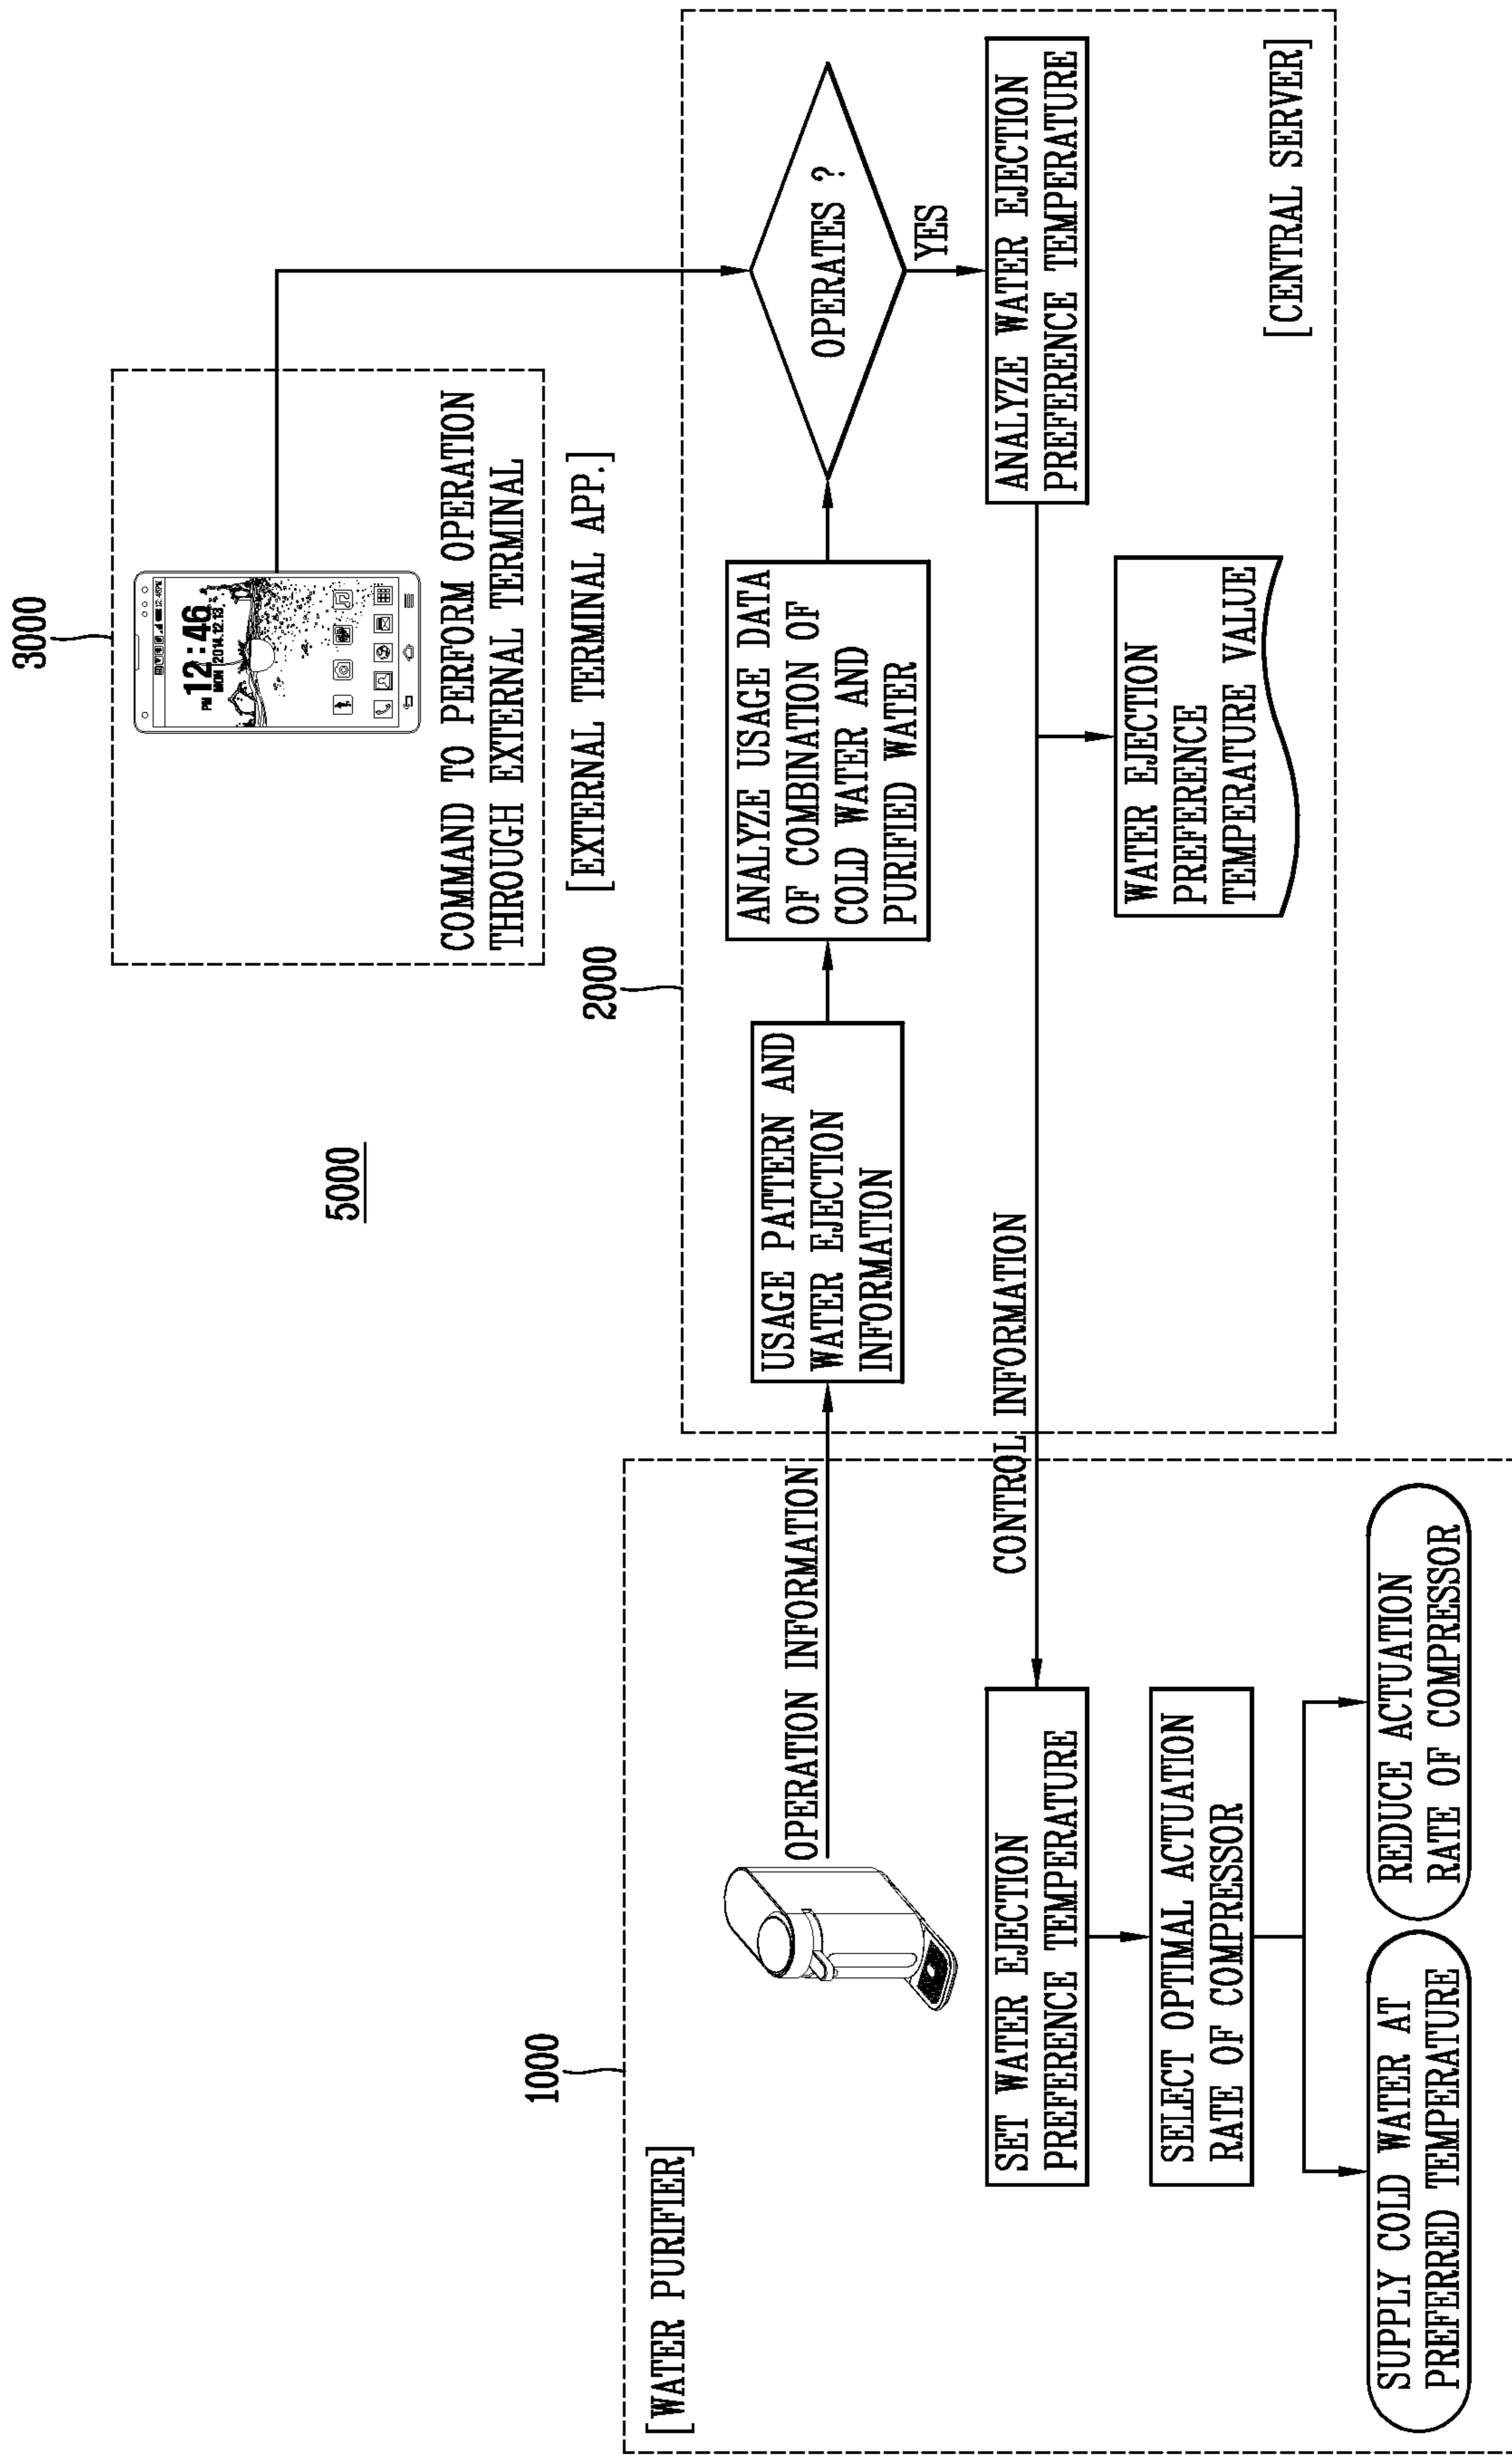 5000
3000
PM 12:46
MON 2014.12.13
COMMAND TO PERFORM OPERATION
THROUGH EXTERNAL TERMINAL
[EXTERNAL TERMINAL APP.]
1000
[WATER PURIFIER]
OPERATION INFORMATION
2000
USAGE PATTERN AND
WATER EJECTION
INFORMATION
ANALYZE USAGE DATA
OF COMBINATION OF
COLD WATER AND
PURIFIED WATER
OPERATES ?
YES
ANALYZE WATER EJECTION
PREFERENCE TEMPERATURE
CONTROL INFORMATION
WATER EJECTION
PREFERENCE
TEMPERATURE VALUE
[CENTRAL SERVER]
SET WATER EJECTION
PREFERENCE TEMPERATURE
SELECT OPTIMAL ACTUATION
RATE OF COMPRESSOR
SUPPLY COLD WATER AT
PREFERRED TEMPERATURE
REDUCE ACTUATION
RATE OF COMPRESSOR